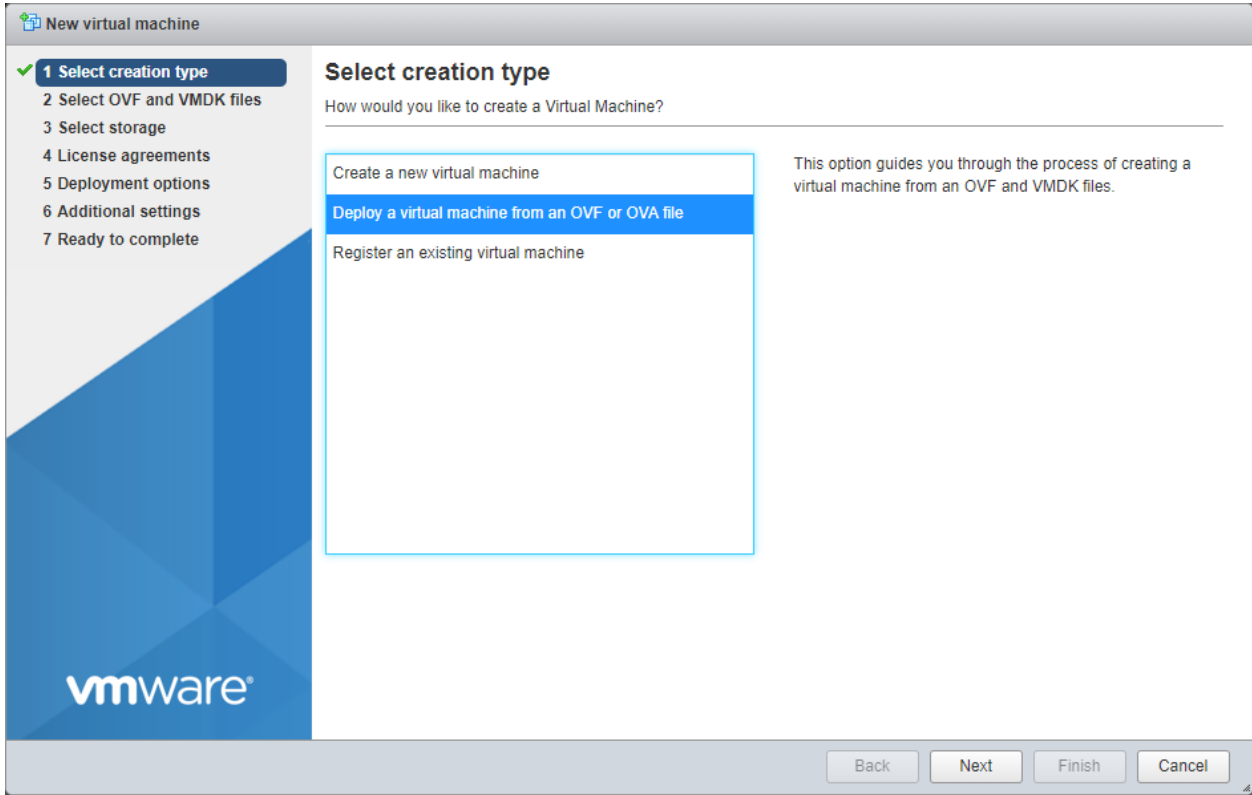 New virtual machine
1 Select creation type
2 Select OVF and VMDK files
3 Select storage
4 License agreements
5 Deployment options
6 Additional settings
7 Ready to complete
vmware®
Select creation type
How would you like to create a Virtual Machine?
Create a new virtual machine
Deploy a virtual machine from an OVF or OVA file
Register an existing virtual machine
This option guides you through the process of creating a
virtual machine from an OVF and VMDK files.
Back
Next
Finish
Cancel